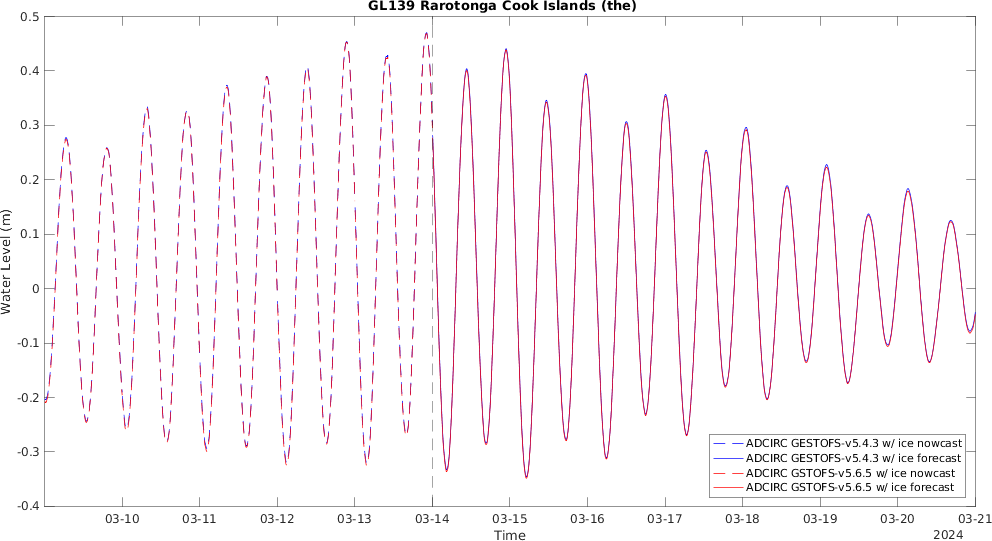 GL139 Rarotonga Cook Islands (the)
0.5
0.4
0.3
0.2
0.1
0
-0.1
-0.2
-0.3
-0.4
Water Level (m)
03-10 03-11 03-12 03-13 03-14 03-15 03-16 03-17 03-18 03-19 03-20 03-21
Time
2024
ADCIRC GESTOFS-v5.4.3 w/ ice nowcast
ADCIRC GESTOFS-v5.4.3 w/ ice forecast
ADCIRC GSTOFS-v5.6.5 w/ ice nowcast
ADCIRC GSTOFS-v5.6.5 w/ ice forecast